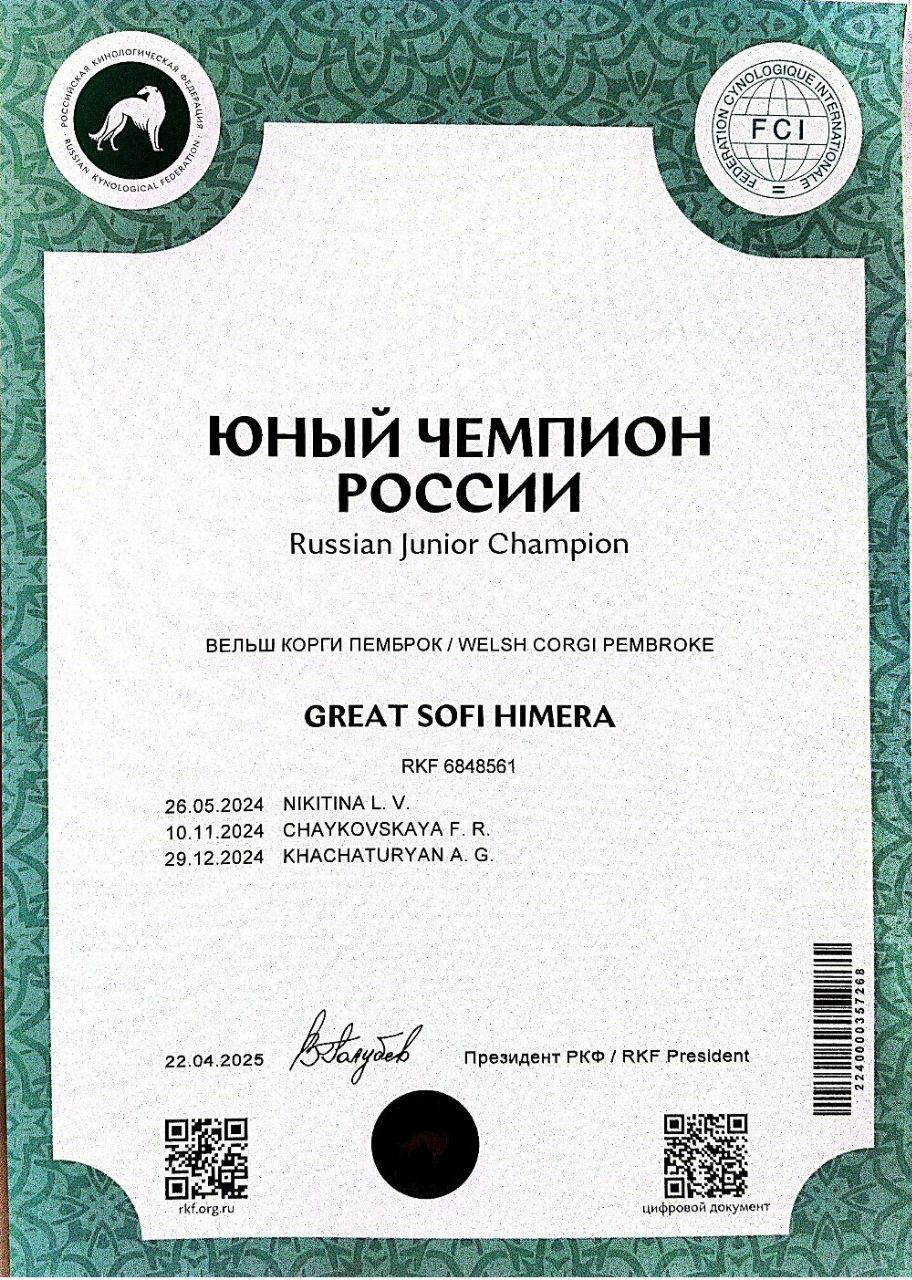 РОССИЙСКАЯ КИНОЛОГИЧЕСКАЯ ФЕДЕРАЦИЯ
RUSSIAN KYNOLOGICAL FEDERATION
FEDERATION CYNOLOGIQUE INTERNATIONALE
FCI
ЮНЫЙ ЧЕМПИОН
РОССИИ
Russian Junior Champion
ВЕЛЬШ КОРГИ ПЕМБРОК / WELSH CORGI PEMBROKE
GREAT SOFI HIMERA
RKF 6848561
26.05.2024 NIKITINA L. V.
10.11.2024 CHAYKOVSKAYA F. R.
29.12.2024 KHACHATURYAN A. G.
2240000357268
22.04.2025 В Голубев Президент РКФ / RKF President
rkf.org.ru
цифровой документ